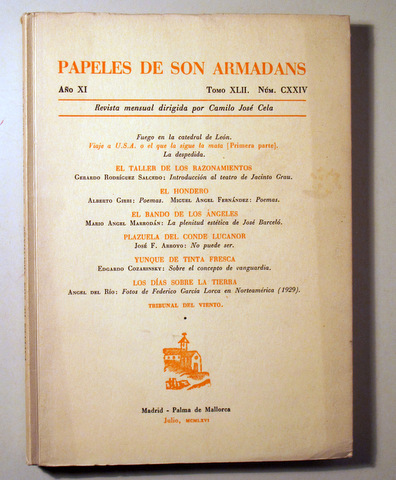 PAPELES DE SON ARMADANS
Año XI Tomo XLII. Núm. CXXIV
Revista mensual dirigida por Camilo José Cela
Fuego en la catedral de León.
Viaje a U.S.A. o el que la sigue la mata [Primera parte].
La despedida.
EL TALLER DE LOS RAZONAMIENTOS
Gerardo Rodríguez Salcedo: Introducción al teatro de Jacinto Grau.
EL HONDERO
Alberto Girri: Poemas. Miguel Angel Fernández: Poemas.
EL BANDO DE LOS ÁNGELES
Mario Angel Marrodán: La plenitud estética de José Barceló.
PLAZUELA DEL CONDE LUCANOR
José F. Arroyo: No puede ser.
YUNQUE DE TINTA FRESCA
Edgardo Cozarinsky: Sobre el concepto de vanguardia.
LOS DÍAS SOBRE LA TIERRA
Angel del Río: Fotos de Federico García Lorca en Norteamérica (1929).
TRIBUNAL DEL VIENTO.
Madrid - Palma de Mallorca
Julio, MCMLXVI